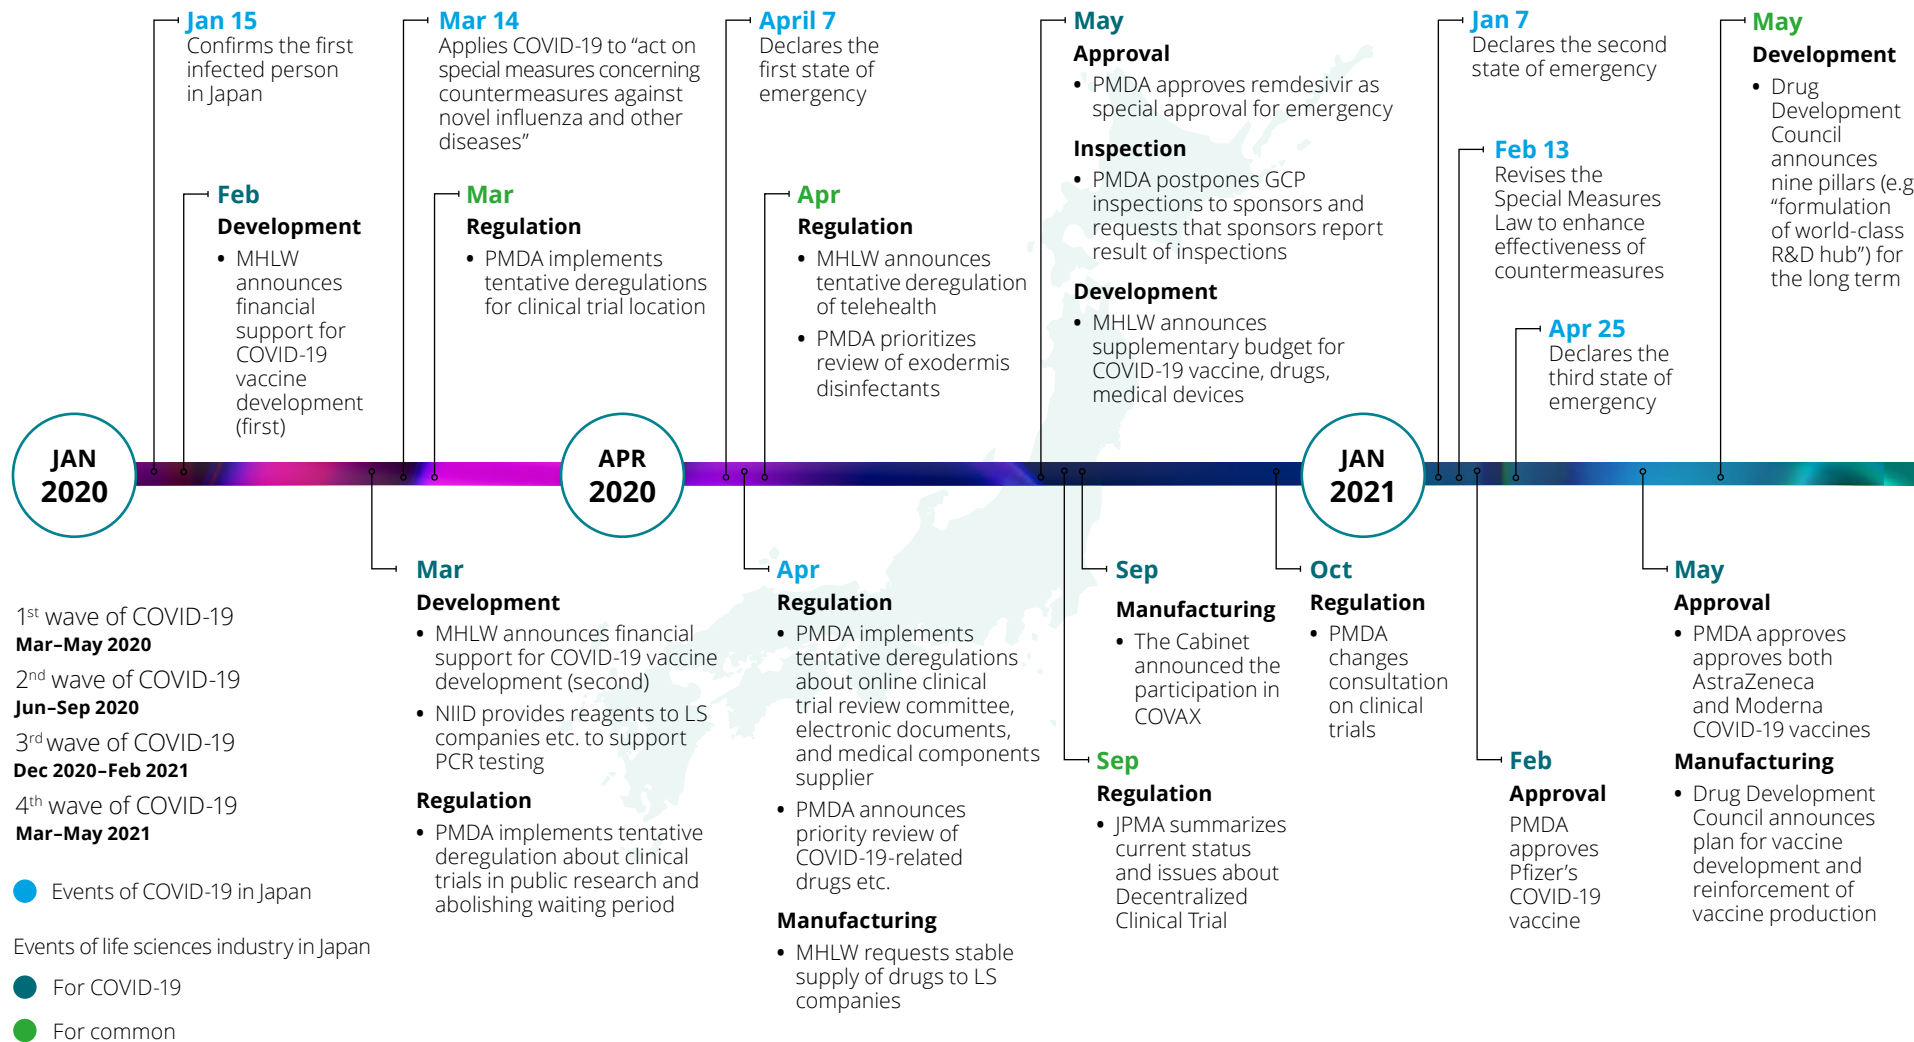 Jan 15
Confirms the first
infected person
in Japan
Feb
Development
• MHLW
announces
financial
support for
COVID-19
vaccine
development
(first)
Mar 14
Applies COVID-19 to “act on
special measures concerning
countermeasures against
novel influenza and other
diseases”
Mar
Regulation
• PMDA implements
tentative deregulations
for clinical trial location
April 7
Declares the
first state of
emergency
Apr
Regulation
• MHLW announces
tentative deregulation
of telehealth
• PMDA prioritizes
review of exodermis
disinfectants
May
Approval
• PMDA approves remdesivir as
special approval for emergency
Inspection
• PMDA postpones GCP
inspections to sponsors and
requests that sponsors report
result of inspections
Development
• MHLW announces
supplementary budget for
COVID-19 vaccine, drugs,
medical devices
Jan 7
Declares the second
state of emergency
Feb 13
Revises the
Special Measures
Law to enhance
effectiveness of
countermeasures
Apr 25
Declares the
third state of
emergency
May
Development
• Drug
Development
Council
announces
nine pillars (e.g
“formulation
of world-class
R&D hub”) for
the long term
JAN
2020
APR
2020
JAN
2021
1st wave of COVID-19
Mar–May 2020
2nd wave of COVID-19
Jun–Sep 2020
3rd wave of COVID-19
Dec 2020–Feb 2021
4th wave of COVID-19
Mar–May 2021
Events of COVID-19 in Japan
Events of life sciences industry in Japan
For COVID-19
For common
Mar
Development
• MHLW announces financial
support for COVID-19 vaccine
development (second)
• NIID provides reagents to LS
companies etc. to support
PCR testing
Regulation
• PMDA implements tentative
deregulation about clinical
trials in public research and
abolishing waiting period
Apr
Regulation
• PMDA implements
tentative deregulations
about online clinical
trial review committee,
electronic documents,
and medical components
supplier
• PMDA announces
priority review of
COVID-19-related
drugs etc.
Manufacturing
• MHLW requests stable
supply of drugs to LS
companies
Sep
Manufacturing
• The Cabinet
announced the
participation in
COVAX
Sep
Regulation
• JPMA summarizes
current status
and issues about
Decentralized
Clinical Trial
Oct
Regulation
• PMDA
changes
consultation
on clinical
trials
Feb
Approval
PMDA
approves
Pfizer’s
COVID-19
vaccine
May
Approval
• PMDA approves
approves both
AstraZeneca
and Moderna
COVID-19 vaccines
Manufacturing
• Drug Development
Council announces
plan for vaccine
development and
reinforcement of
vaccine production